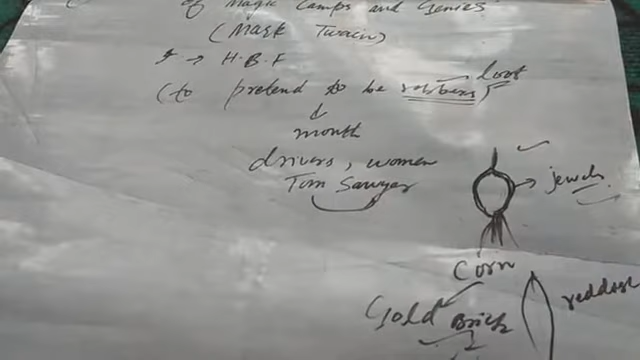 of Magic Lamps and Genies
(Mark Twain)
→ H.B.F
(to pretend to be robbers) loot
month
drivers, women
Tom Sawyer
jewels
Corn
Gold Brick